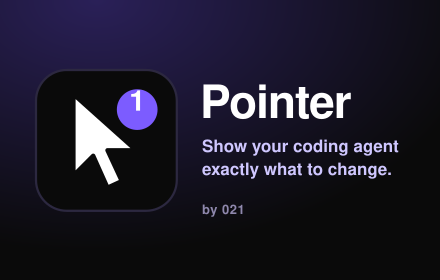 1
Pointer
Show your coding agent
exactly what to change.
by 021